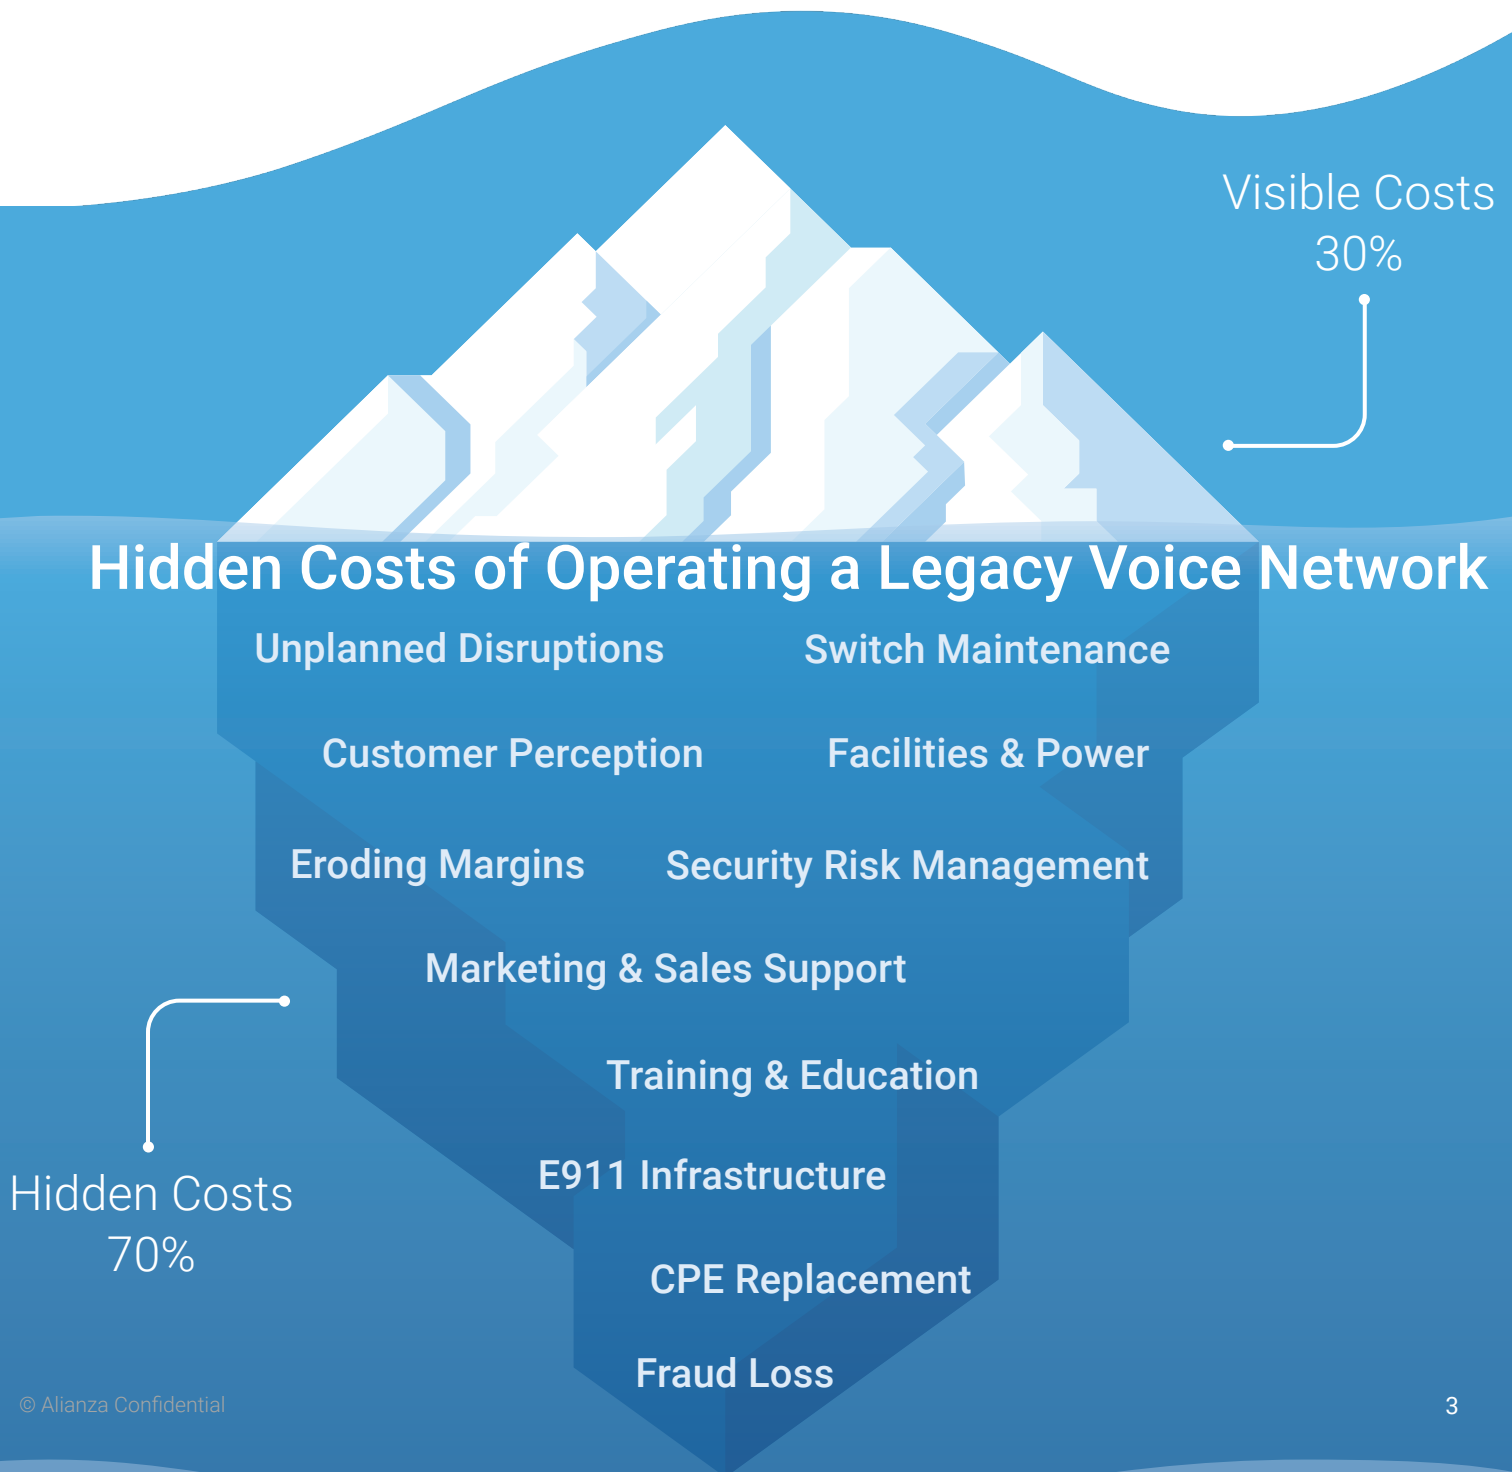 Visible Costs
30%
Hidden Costs of Operating a Legacy Voice Network
Unplanned Disruptions
Switch Maintenance
Customer Perception
Facilities & Power
Eroding Margins
Security Risk Management
Marketing & Sales Support
Training & Education
E911 Infrastructure
Hidden Costs
70%
CPE Replacement
Fraud Loss
© Alianza Confidential
3